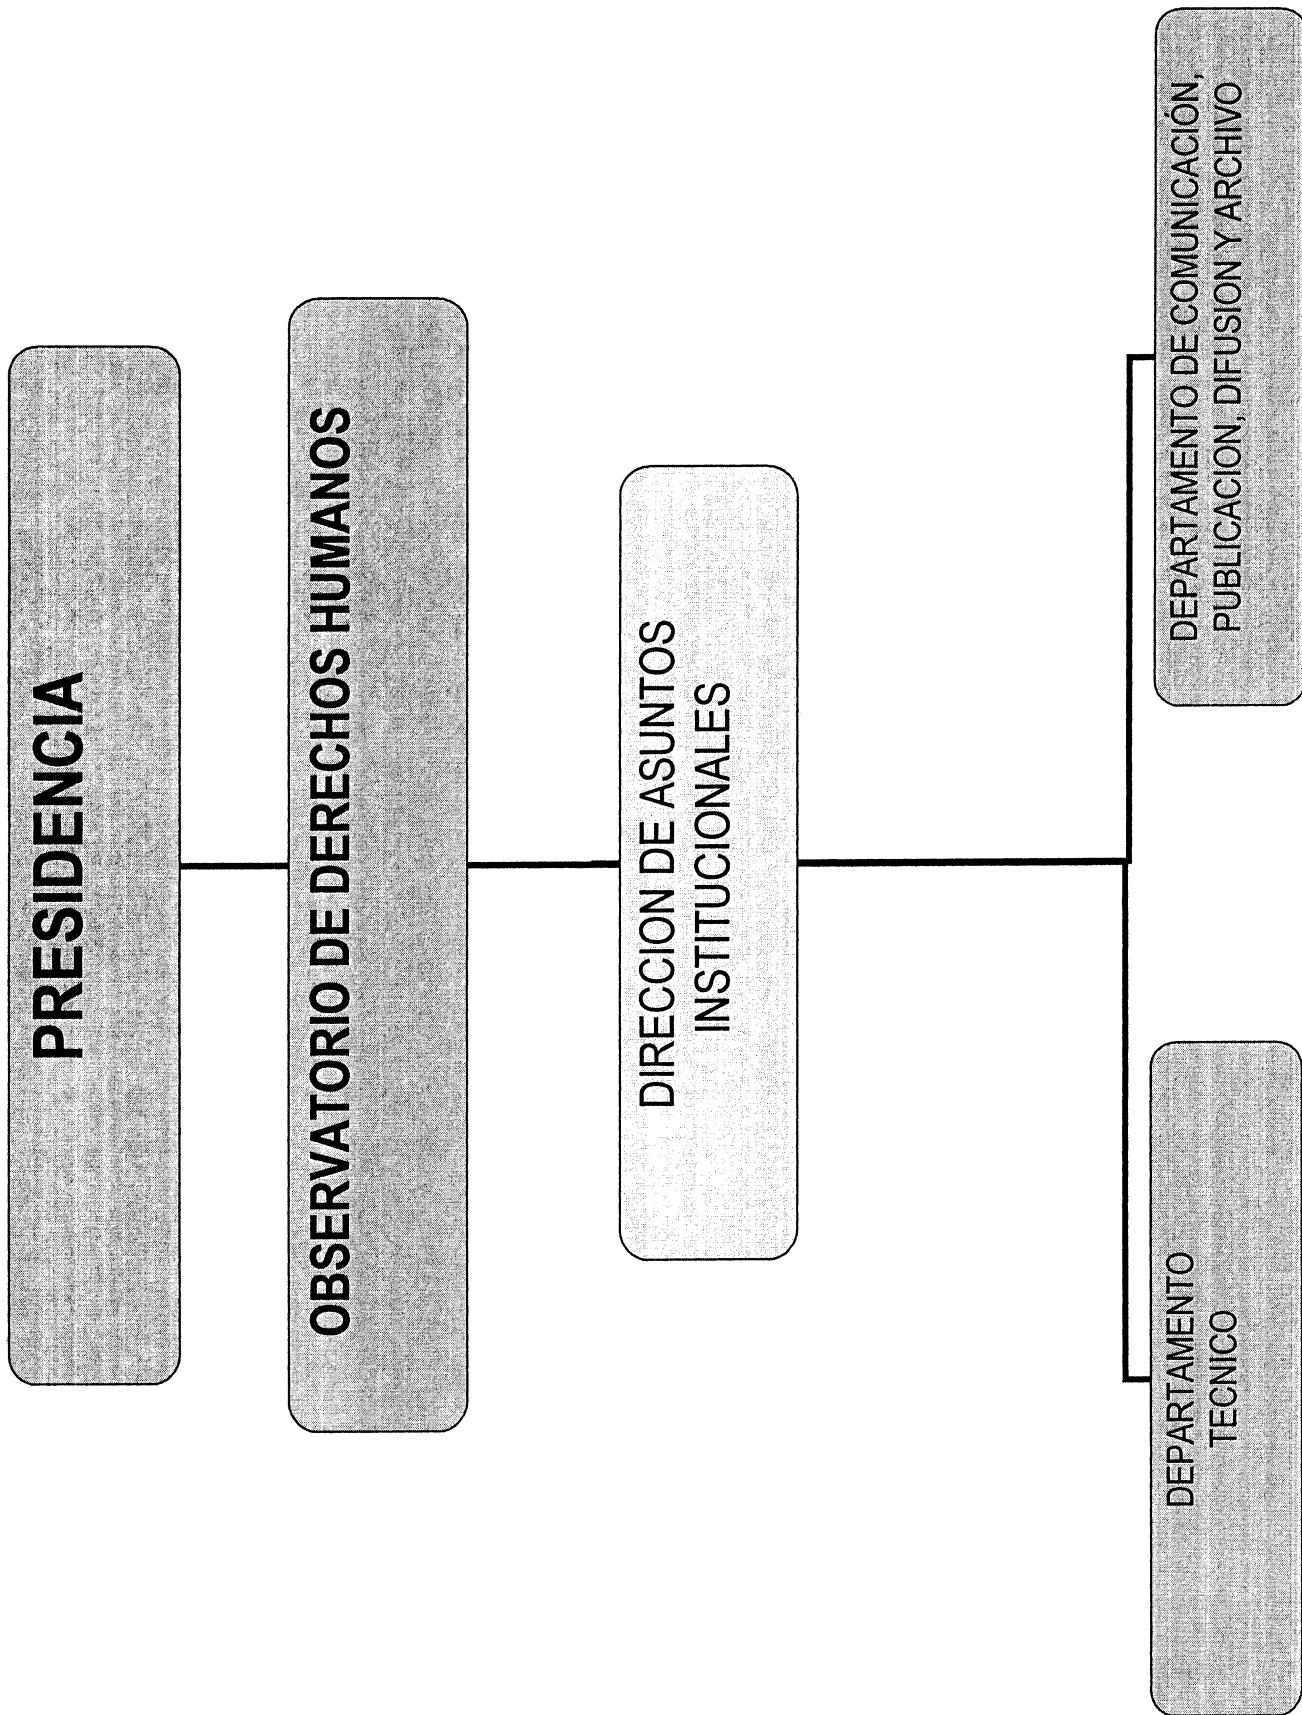 PRESIDENCIA
OBSERVATORIO DE DERECHOS HUMANOS
DIRECCION DE ASUNTOS
INSTITUCIONALES
DEPARTAMENTO
TECNICO
DEPARTAMENTO DE COMUNICACIÓN,
PUBLICACION, DIFUSION Y ARCHIVO